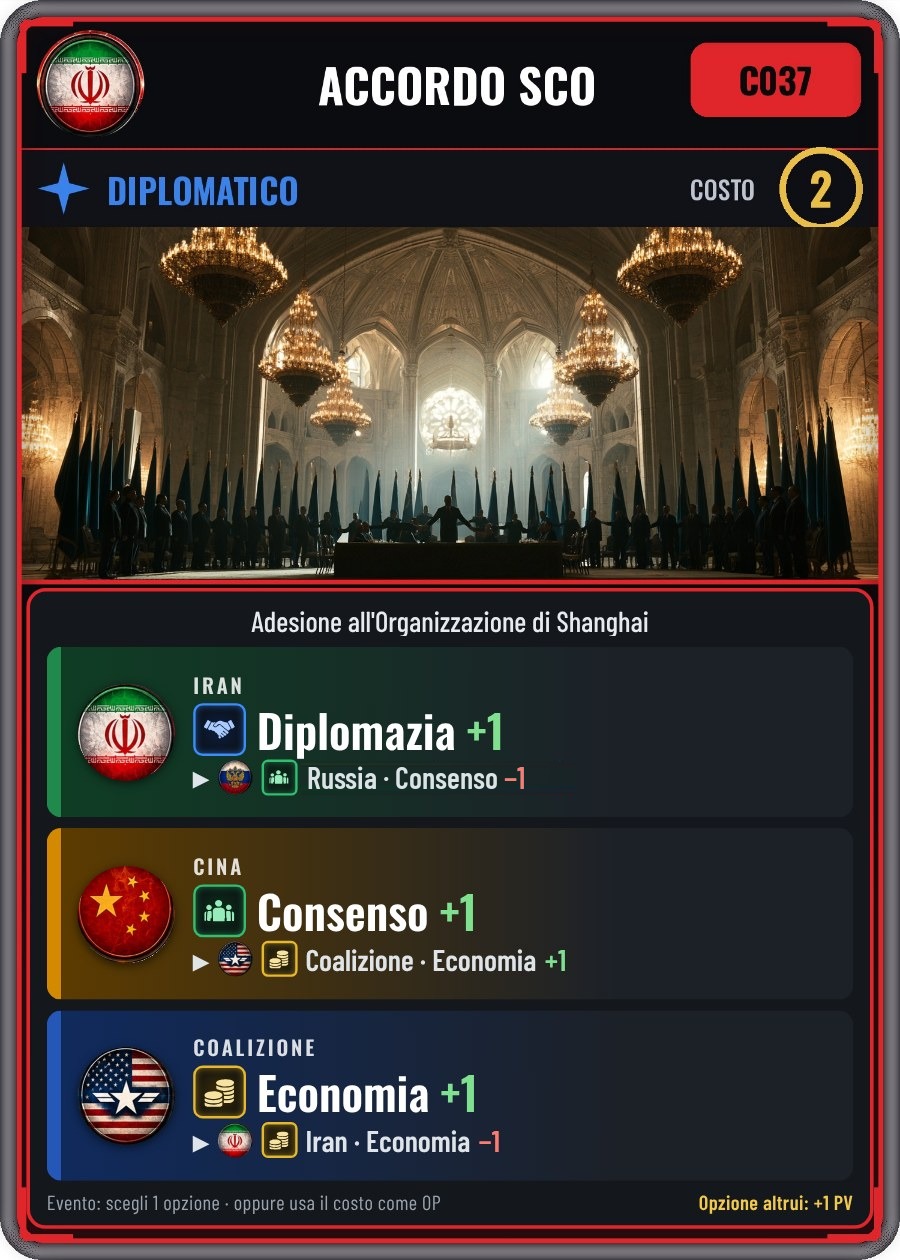 ACCORDO SCO
C037
DIPLOMATICO
COSTO
2
Adesione all'Organizzazione di Shanghai
IRAN
Diplomazia +1
▶ Russia · Consenso −1
CINA
Consenso +1
▶ Coalizione · Economia +1
COALIZIONE
Economia +1
▶ Iran · Economia −1
Evento: scegli 1 opzione · oppure usa il costo come OP
Opzione altrui: +1 PV